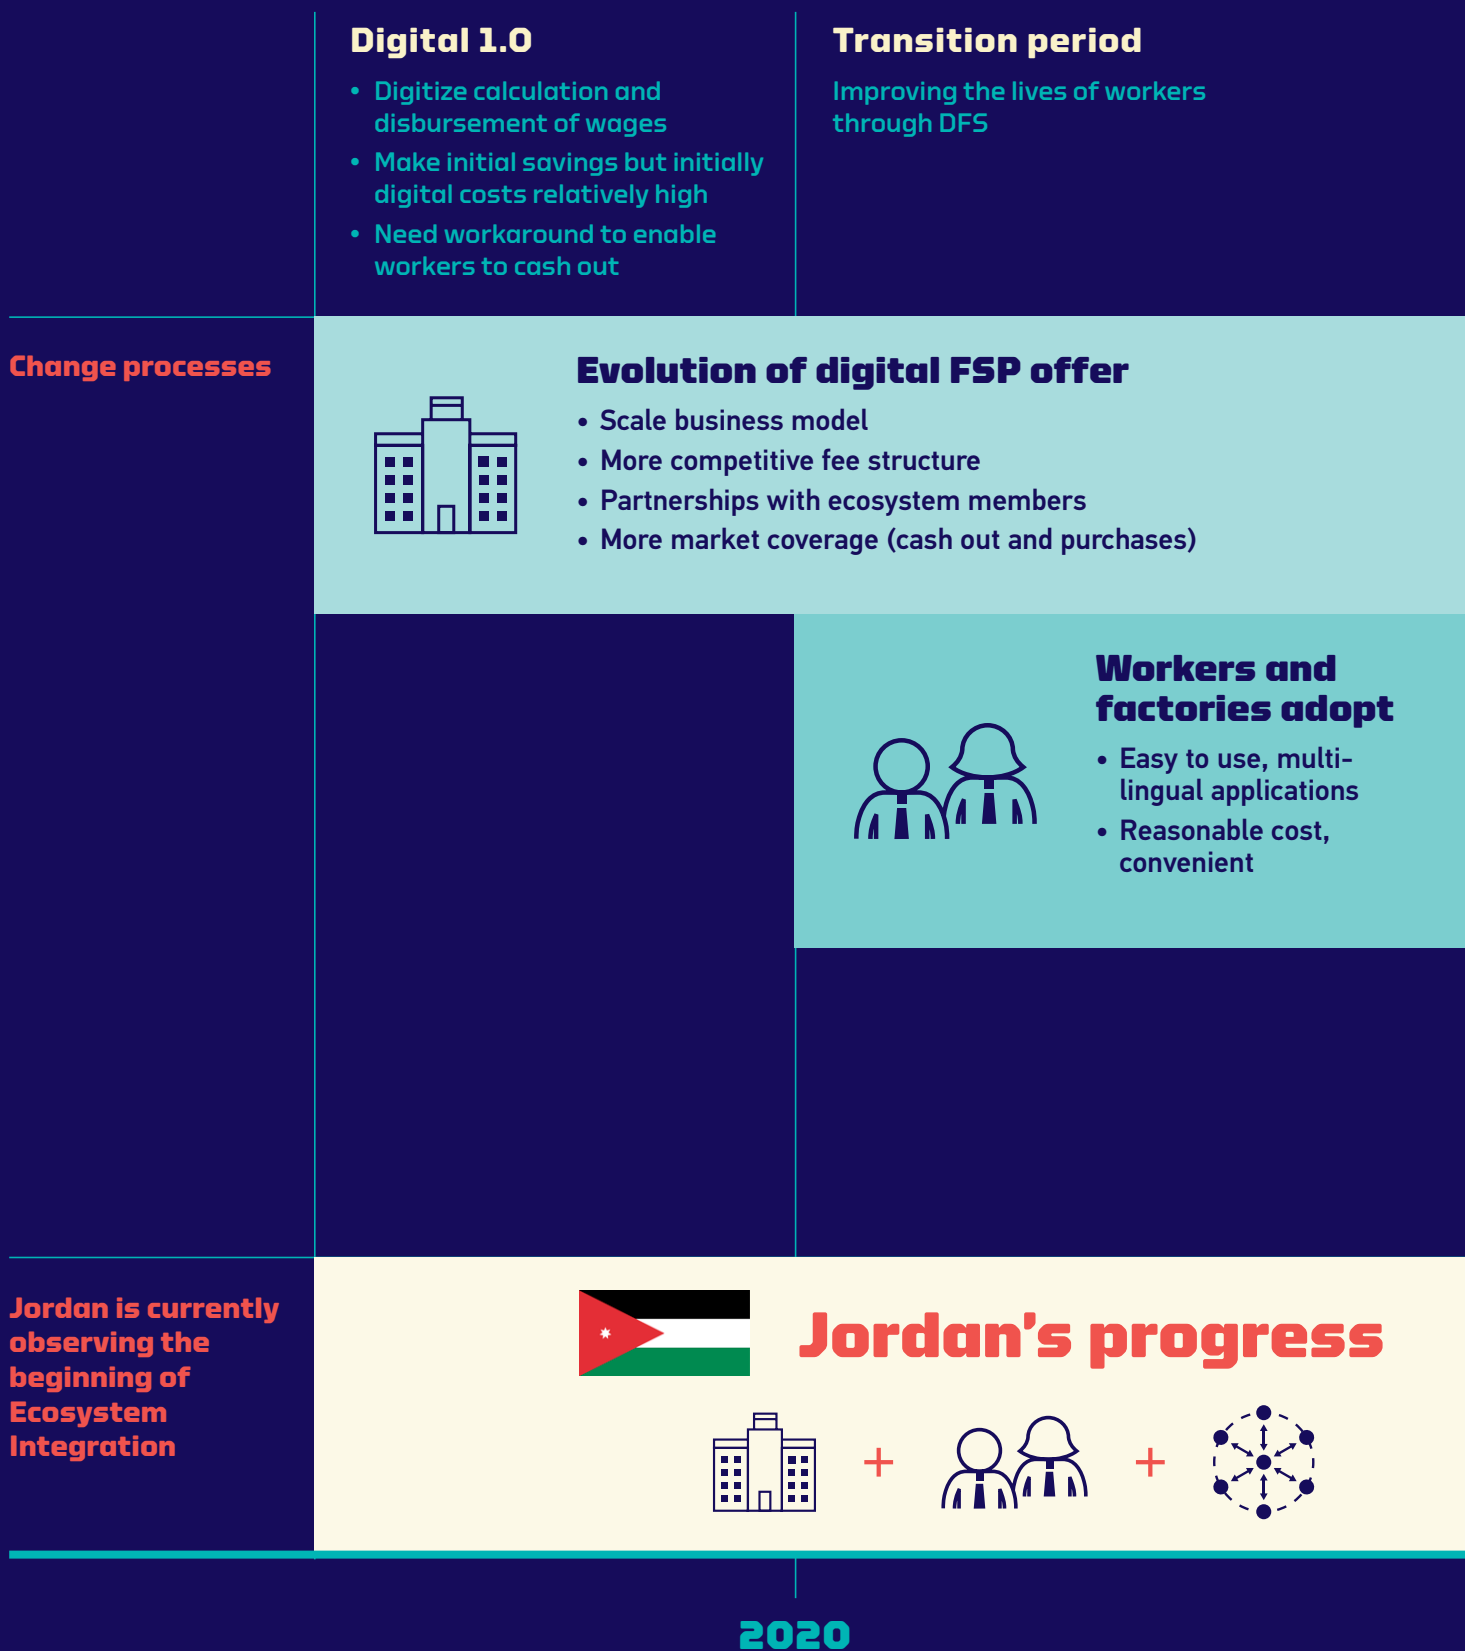 Digital 1.0
• Digitize calculation and
disbursement of wages
• Make initial savings but initially
digital costs relatively high
• Need workaround to enable
workers to cash out
Transition period
Improving the lives of workers
through DFS
Change processes
Evolution of digital FSP offer
• Scale business model
• More competitive fee structure
• Partnerships with ecosystem members
• More market coverage (cash out and purchases)
Workers and
factories adopt
• Easy to use, multi-
lingual applications
• Reasonable cost,
convenient
Jordan is currently
observing the
beginning of
Ecosystem
Integration
Jordan's progress
+ +
2020